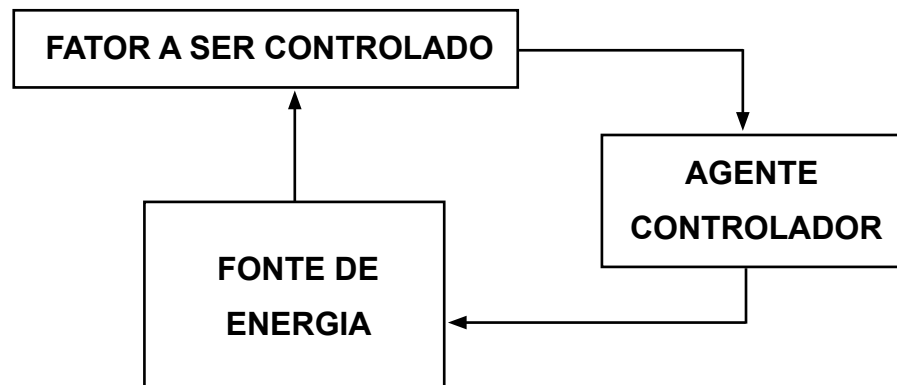 FATOR A SER CONTROLADO
AGENTE
CONTROLADOR
FONTE DE
ENERGIA